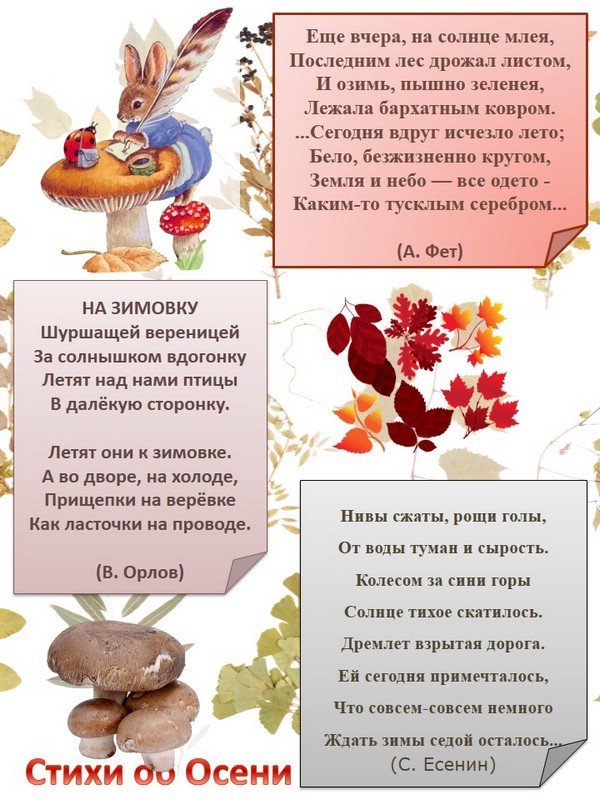 Еще вчера, на солнце млея,
Последним лес дрожал листом,
И озимь, пышно зеленея,
Лежала бархатным ковром.
...Сегодня вдруг исчезло лето;
Бело, безжизненно кругом,
Земля и небо — все одето -
Каким-то тусклым серебром...
(А. Фет)
НА ЗИМОВКУ
Шуршащей вереницей
За солнышком вдогонку
Летят над нами птицы
В далёкую сторонку.
Летят они к зимовке.
А во дворе, на холоде,
Прищепки на верёвке
Как ласточки на проводе.
(В. Орлов)
Нивы сжаты, рощи голы,
От воды туман и сырость.
Колесом за сини горы
Солнце тихое скатилось.
Дремлет взрытая дорога.
Ей сегодня примечталось,
Что совсем-совсем немного
Ждать зимы седой осталось...
(С. Есенин)
Стихи об Осени